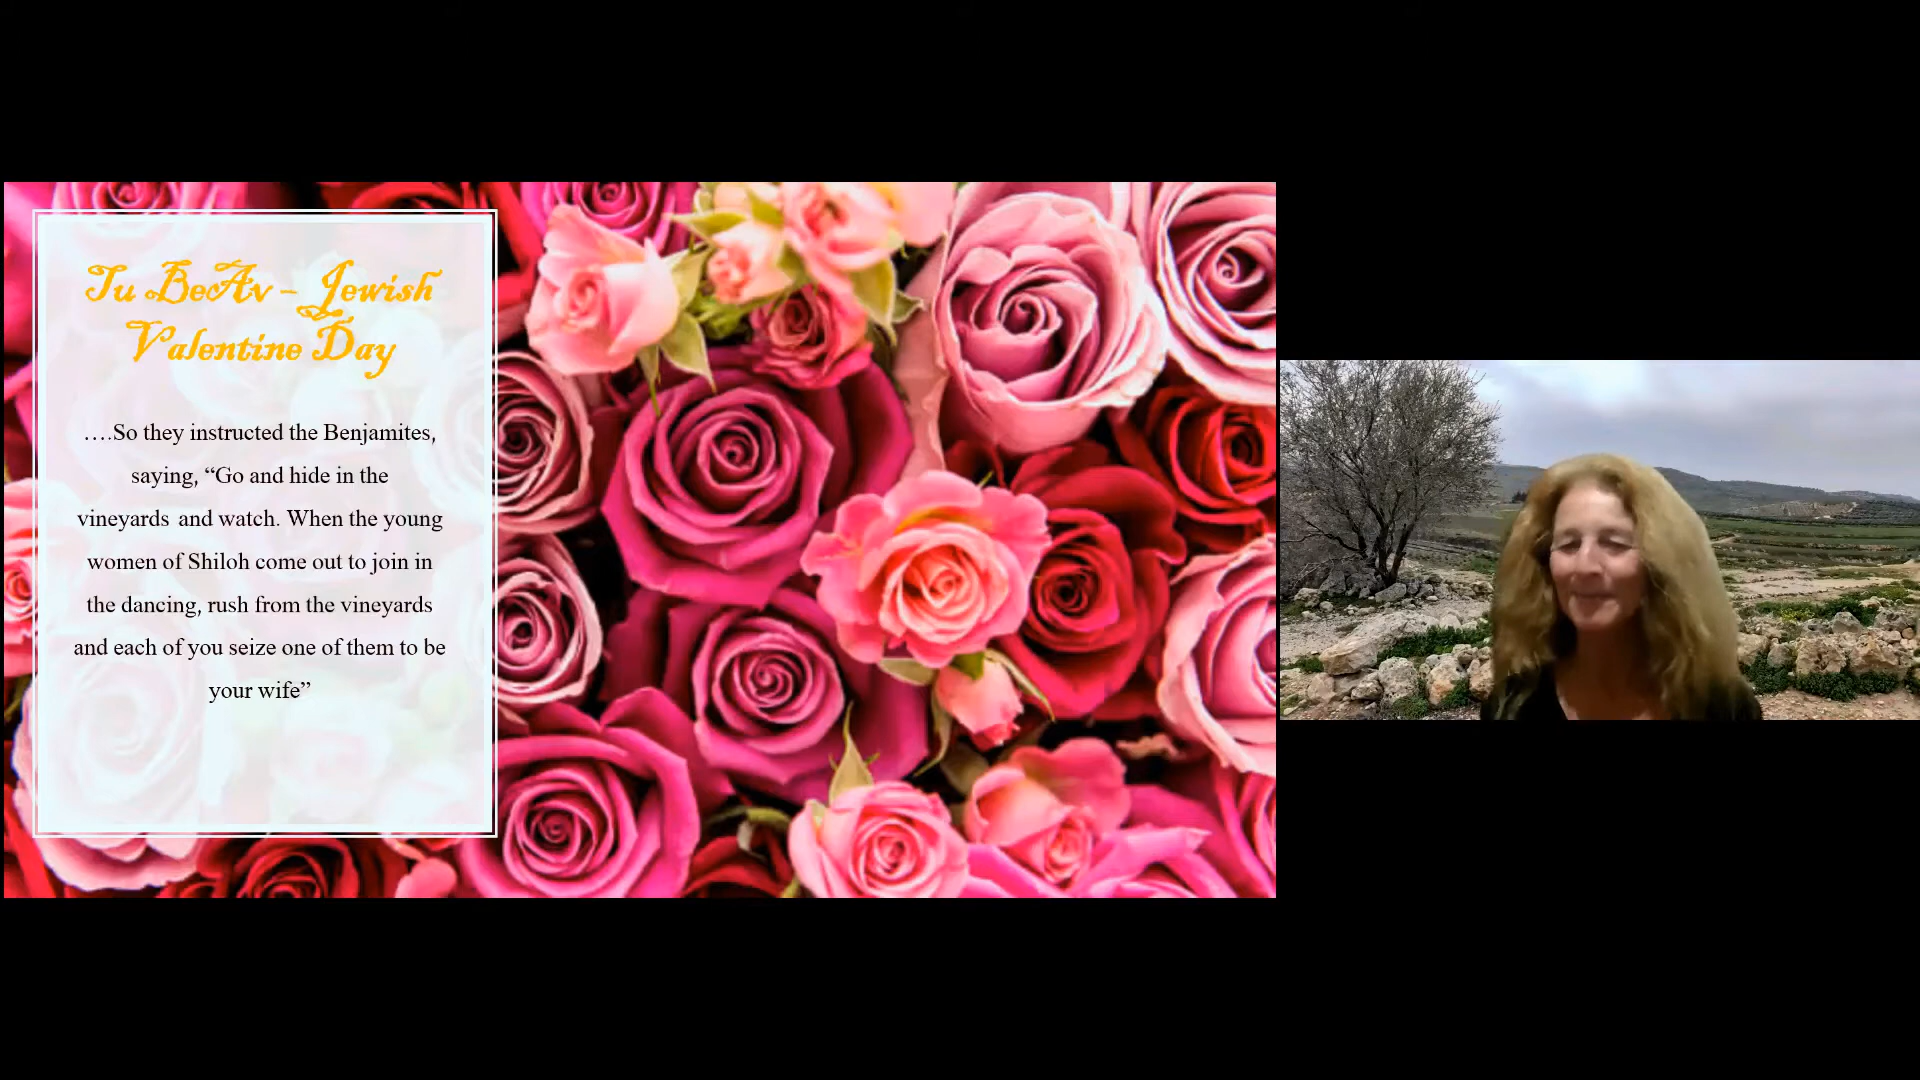 Tu BeAv – Jewish
Valentine Day
….So they instructed the Benjamites,
saying, “Go and hide in the
vineyards and watch. When the young
women of Shiloh come out to join in
the dancing, rush from the vineyards
and each of you seize one of them to be
your wife”